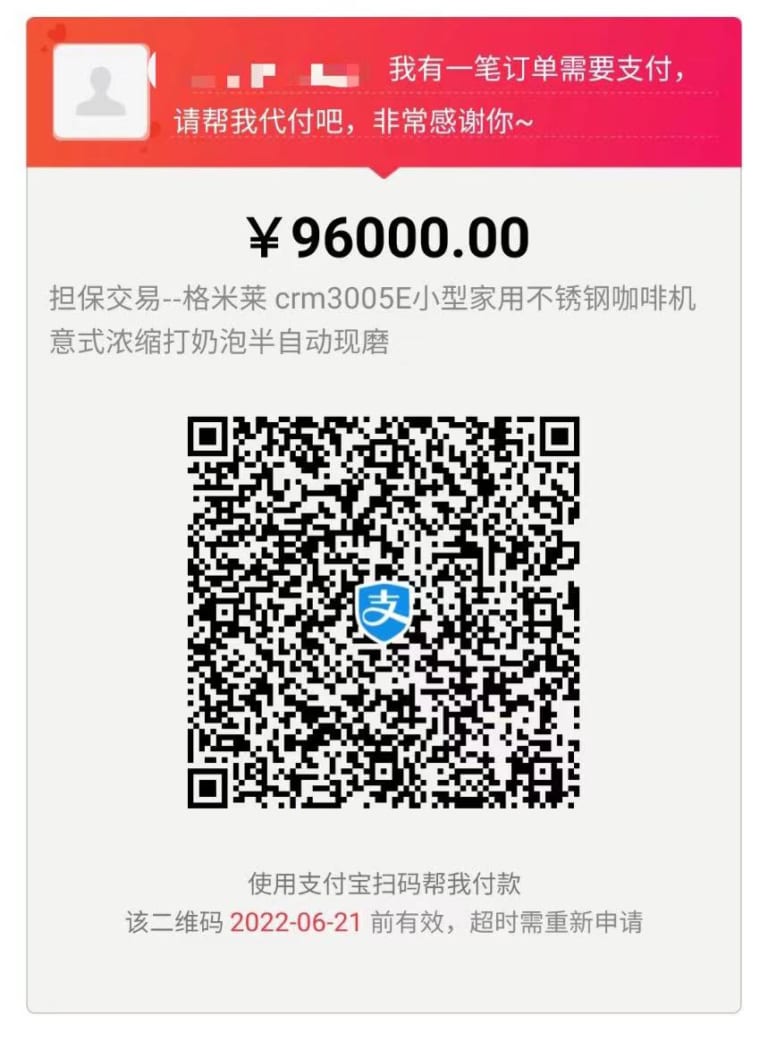 我有一笔订单需要支付，
请帮我代付吧，非常感谢你~
￥96000.00
担保交易--格米莱 crm3005E小型家用不锈钢咖啡机
意式浓缩打奶泡半自动现磨
支
使用支付宝扫码帮我付款
该二维码 2022-06-21 前有效，超时需重新申请